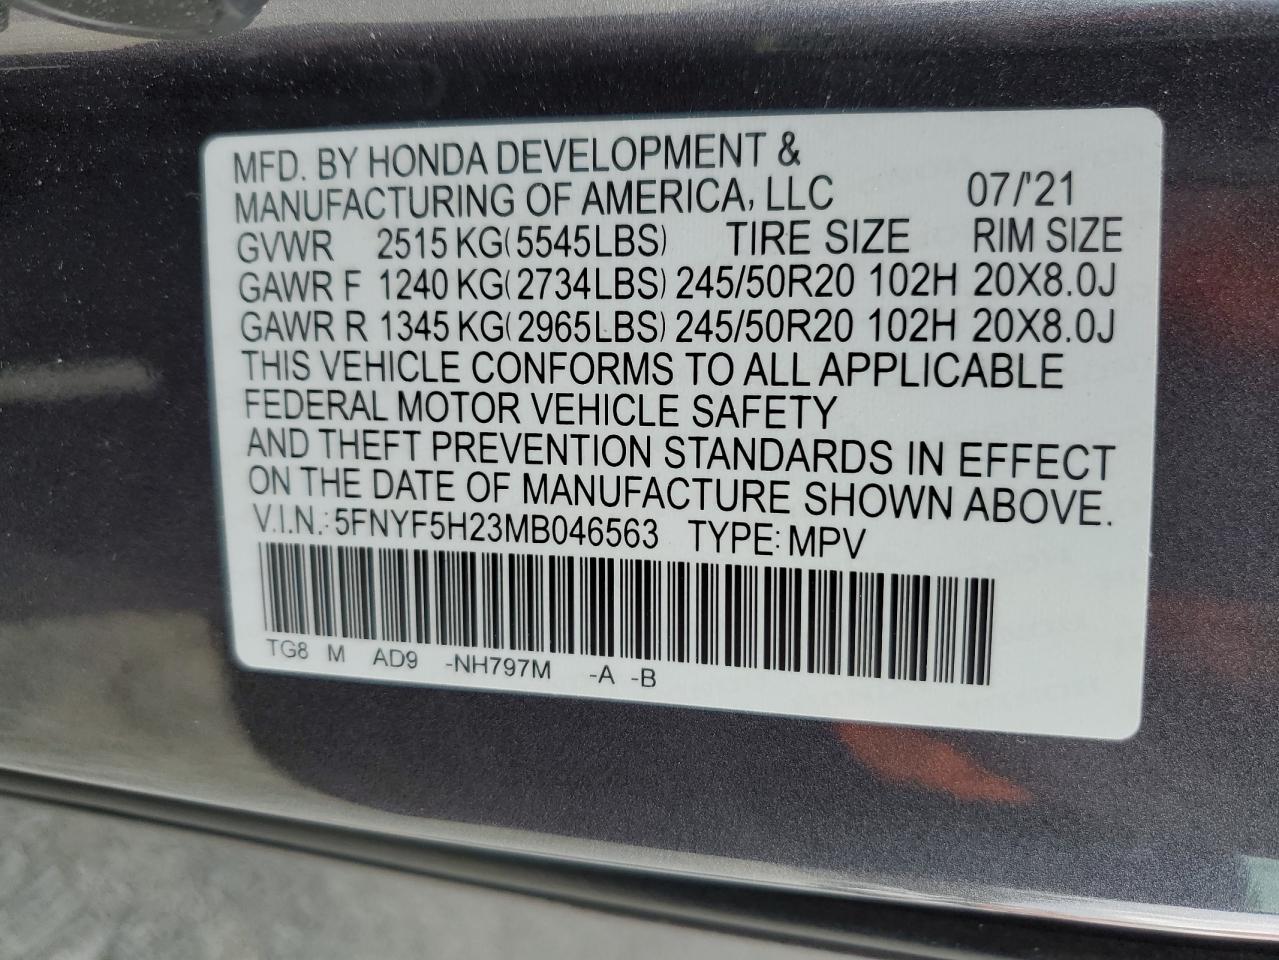 MFD. BY HONDA DEVELOPMENT &
MANUFACTURING OF AMERICA, LLC 07/'21
GVWR 2515 KG(5545LBS) TIRE SIZE RIM SIZE
GAWR F 1240 KG(2734LBS) 245/50R20 102H 20X8.0J
GAWR R 1345 KG(2965LBS) 245/50R20 102H 20X8.0J
THIS VEHICLE CONFORMS TO ALL APPLICABLE
FEDERAL MOTOR VEHICLE SAFETY
AND THEFT PREVENTION STANDARDS IN EFFECT
ON THE DATE OF MANUFACTURE SHOWN ABOVE.
V.I.N.: 5FNYF5H23MB046563 TYPE: MPV
TG8 M AD9 -NH797M -A -B